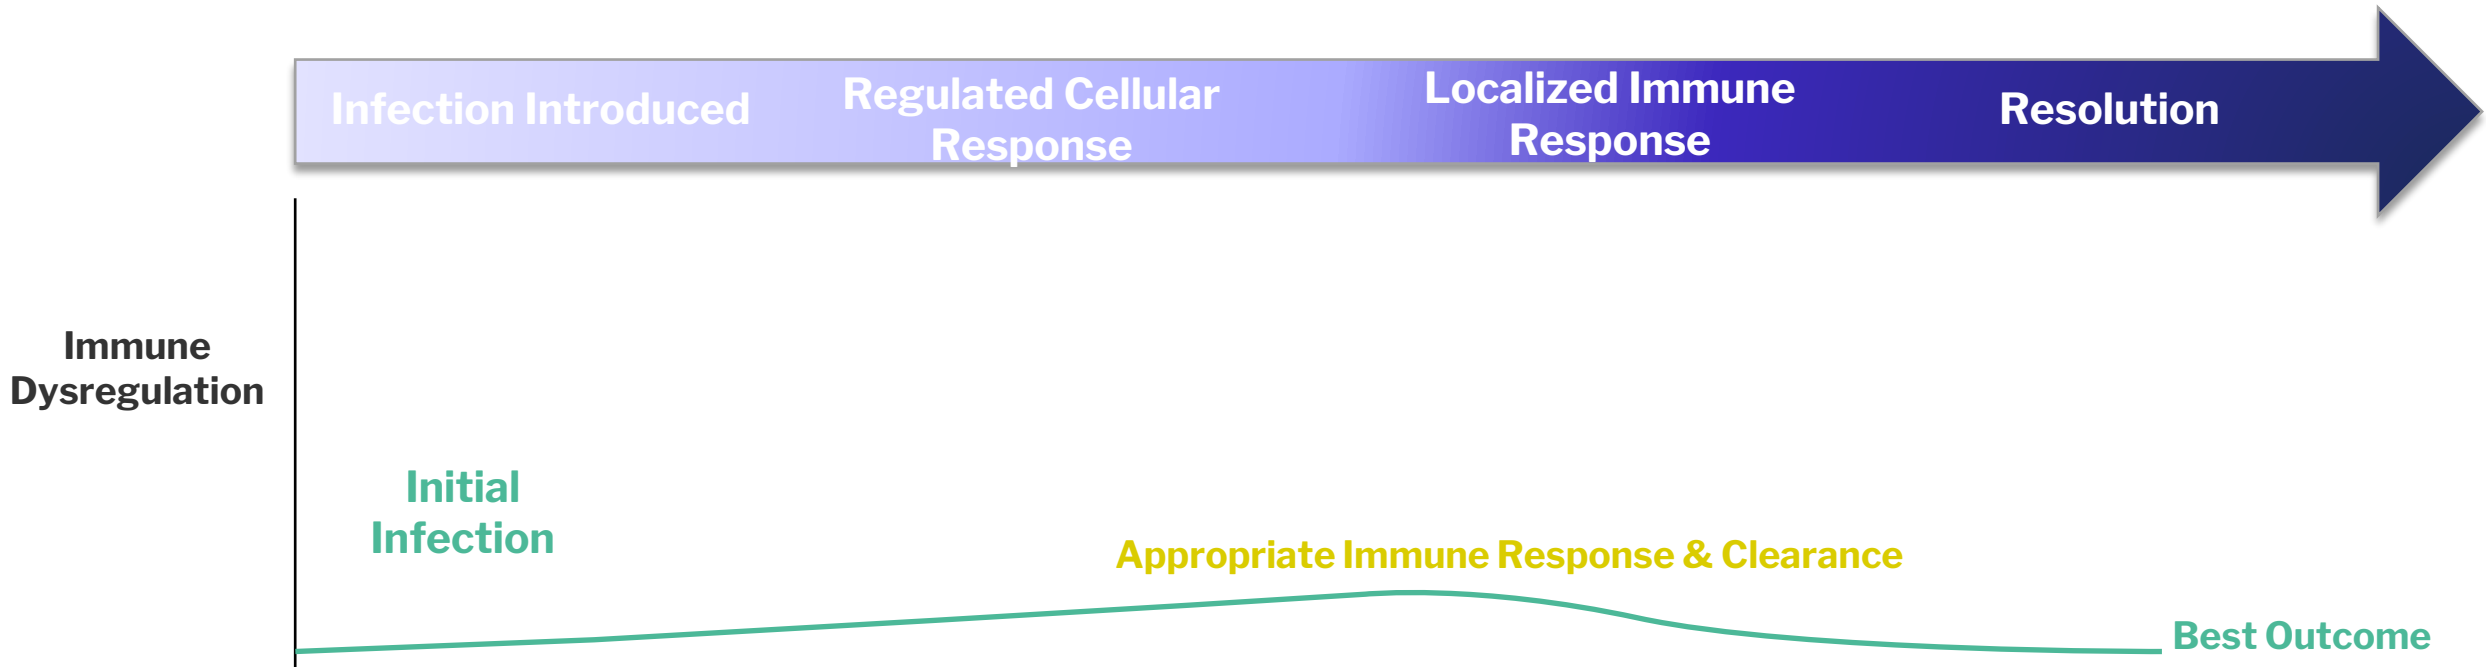 Infection Introduced
Regulated Cellular
Response
Localized Immune
Response
Resolution
Immune
Dysregulation
Initial
Infection
Appropriate Immune Response & Clearance
Best Outcome